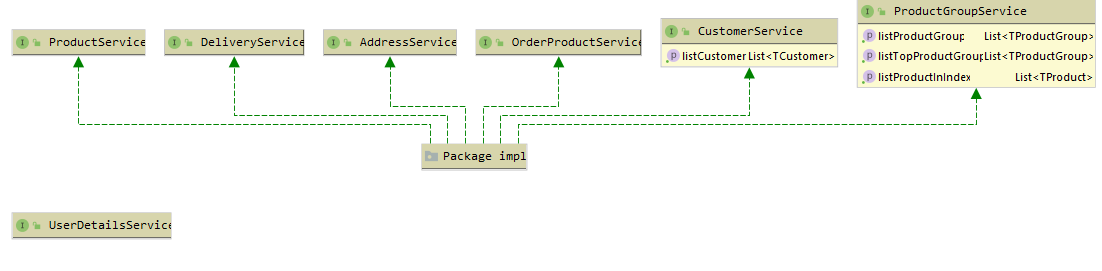 ProductGroupService
ProductService
DeliveryService
AddressService
OrderProductService
CustomerService
listCustomer List<TCustomer>
listProductGroup List<TProductGroup>
listTopProductGroup List<TProductGroup>
listProductInIndex List<TProduct>
Package impl
UserDetailsService